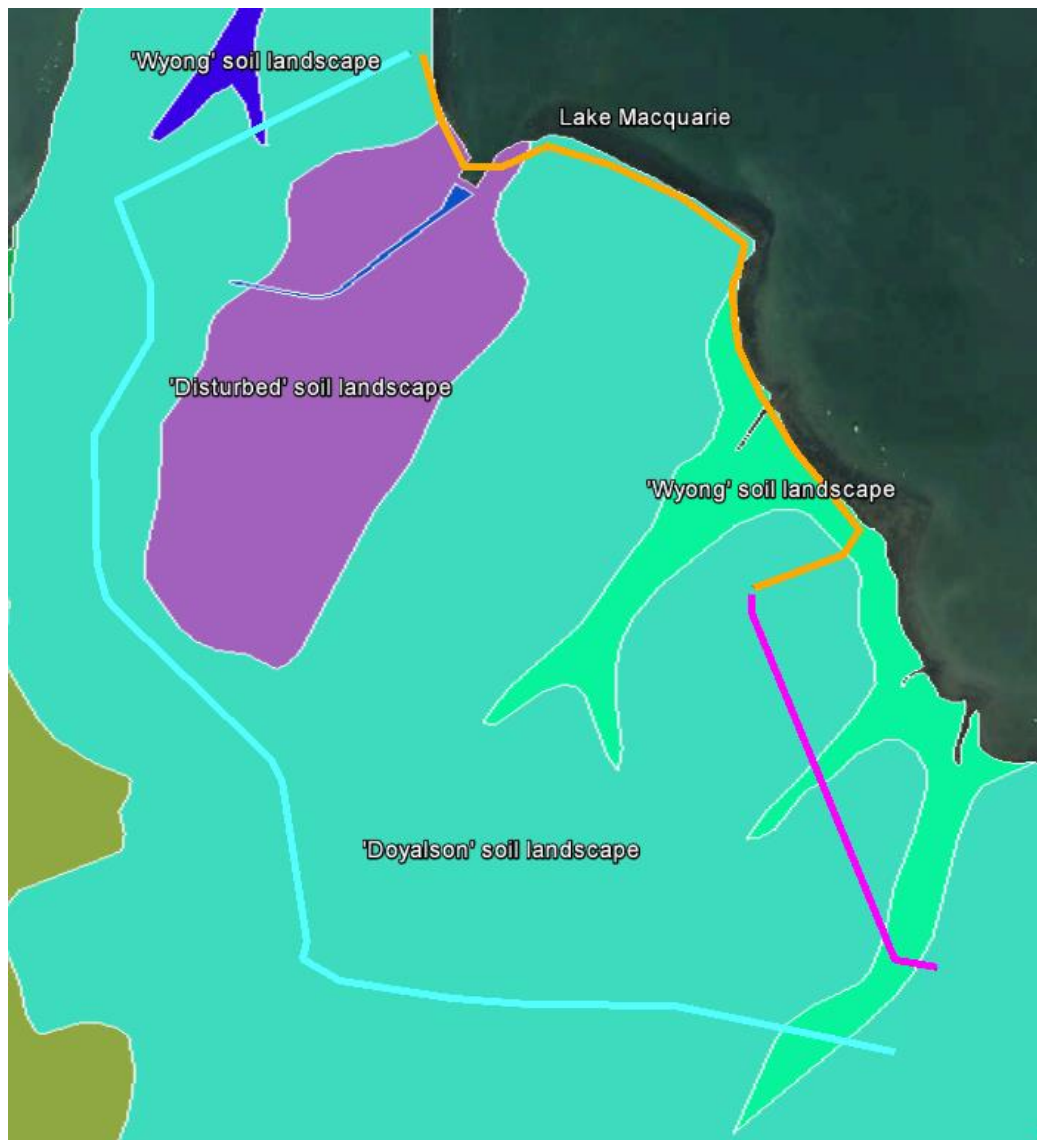 'Wyong' soil landscape
Lake Macquarie
'Disturbed' soil landscape
'Wyong' soil landscape
'Doyalson' soil landscape